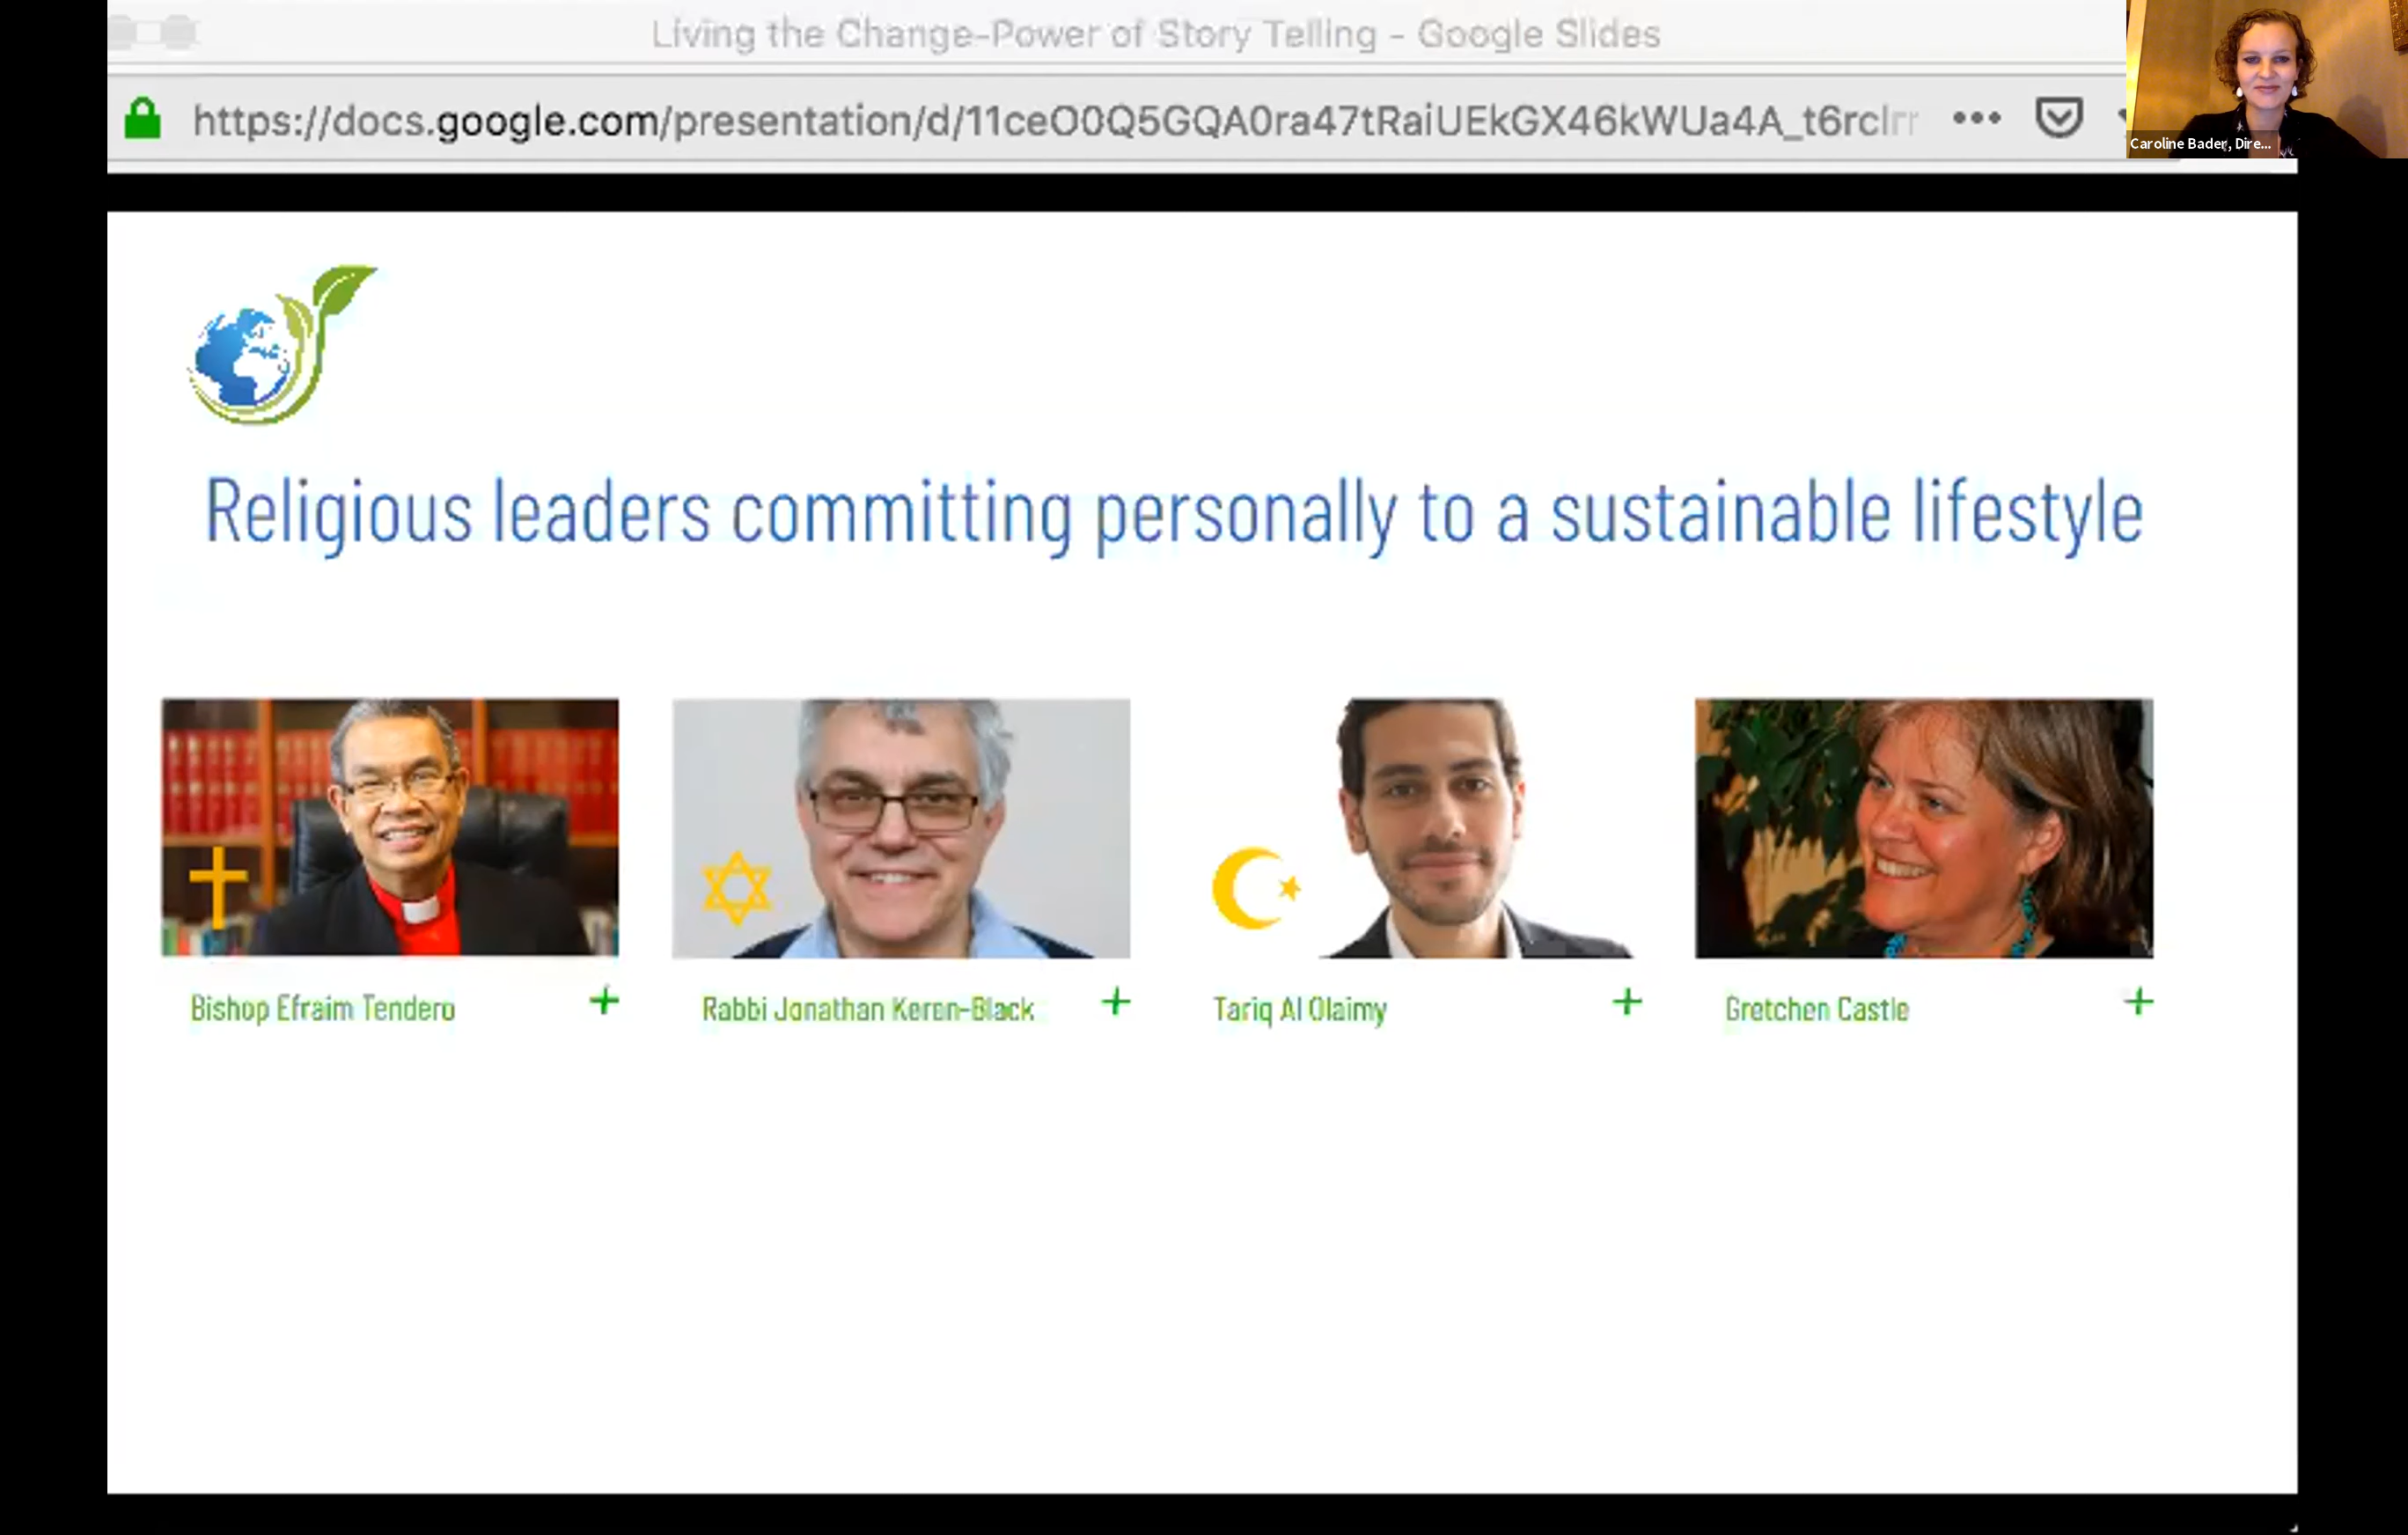 Living the Change-Power of Story Telling - Google Slides
https://docs.google.com/presentation/d/11ceO0Q5GQA0ra47tRaiUEkGX46kWUa4A_t6rclrr
Caroline Bader, Dire...
Religious leaders committing personally to a sustainable lifestyle
Bishop Efraim Tendero + Rabbi Jonathan Keren-Black + Tariq Al Olaimy + Gretchen Castle +